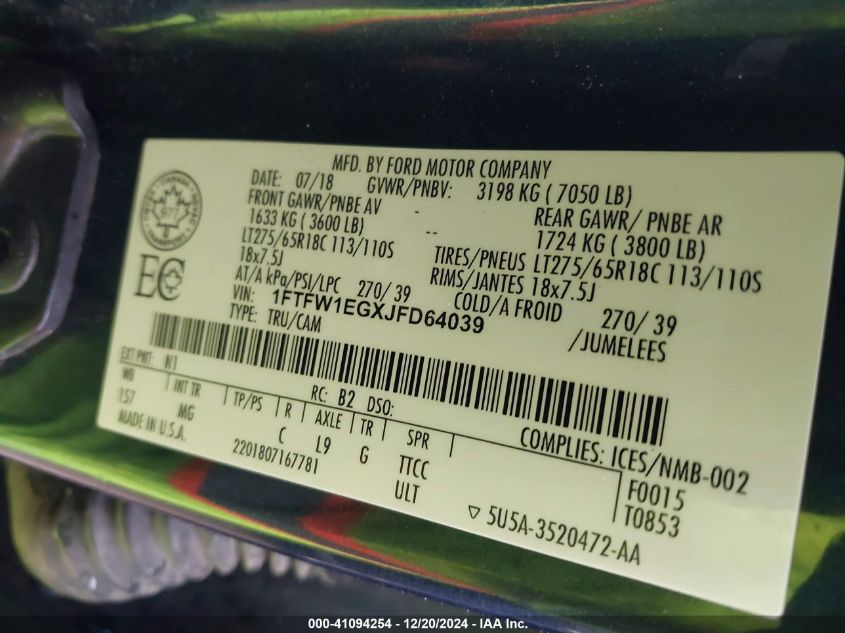 MFD. BY FORD MOTOR COMPANY
DATE: 07/18 GVWR/PNBV: 3198 KG ( 7050 LB)
FRONT GAWR/PNBE AV - REAR GAWR/ PNBE AR
1633 KG ( 3600 LB) -- 1724 KG ( 3800 LB)
LT275/65R18C 113/110S TIRES/PNEUS LT275/65R18C 113/110S
18x7.5J RIMS/JANTES 18x7.5J
AT/A kPa/PSI/LPC 270/39 COLD/A FROID 270/39
VIN: 1FTFW1EGXJFD64039 /JUMELEES
TYPE: TRU/CAM
CANADA
977
TRANSPORT
EC
EXT PNT: N1 RC: B2 DSO:
WB INT TR TP/PS R AXLE TR SPR COMPLIES: ICES/NMB-002
157 MG C L9 G TTCC F0015
MADE IN U.S.A. 2201807167781 ULT T0853
▽ 5U5A-3520472-AA
000-41094254 - 12/20/2024 - IAA Inc.